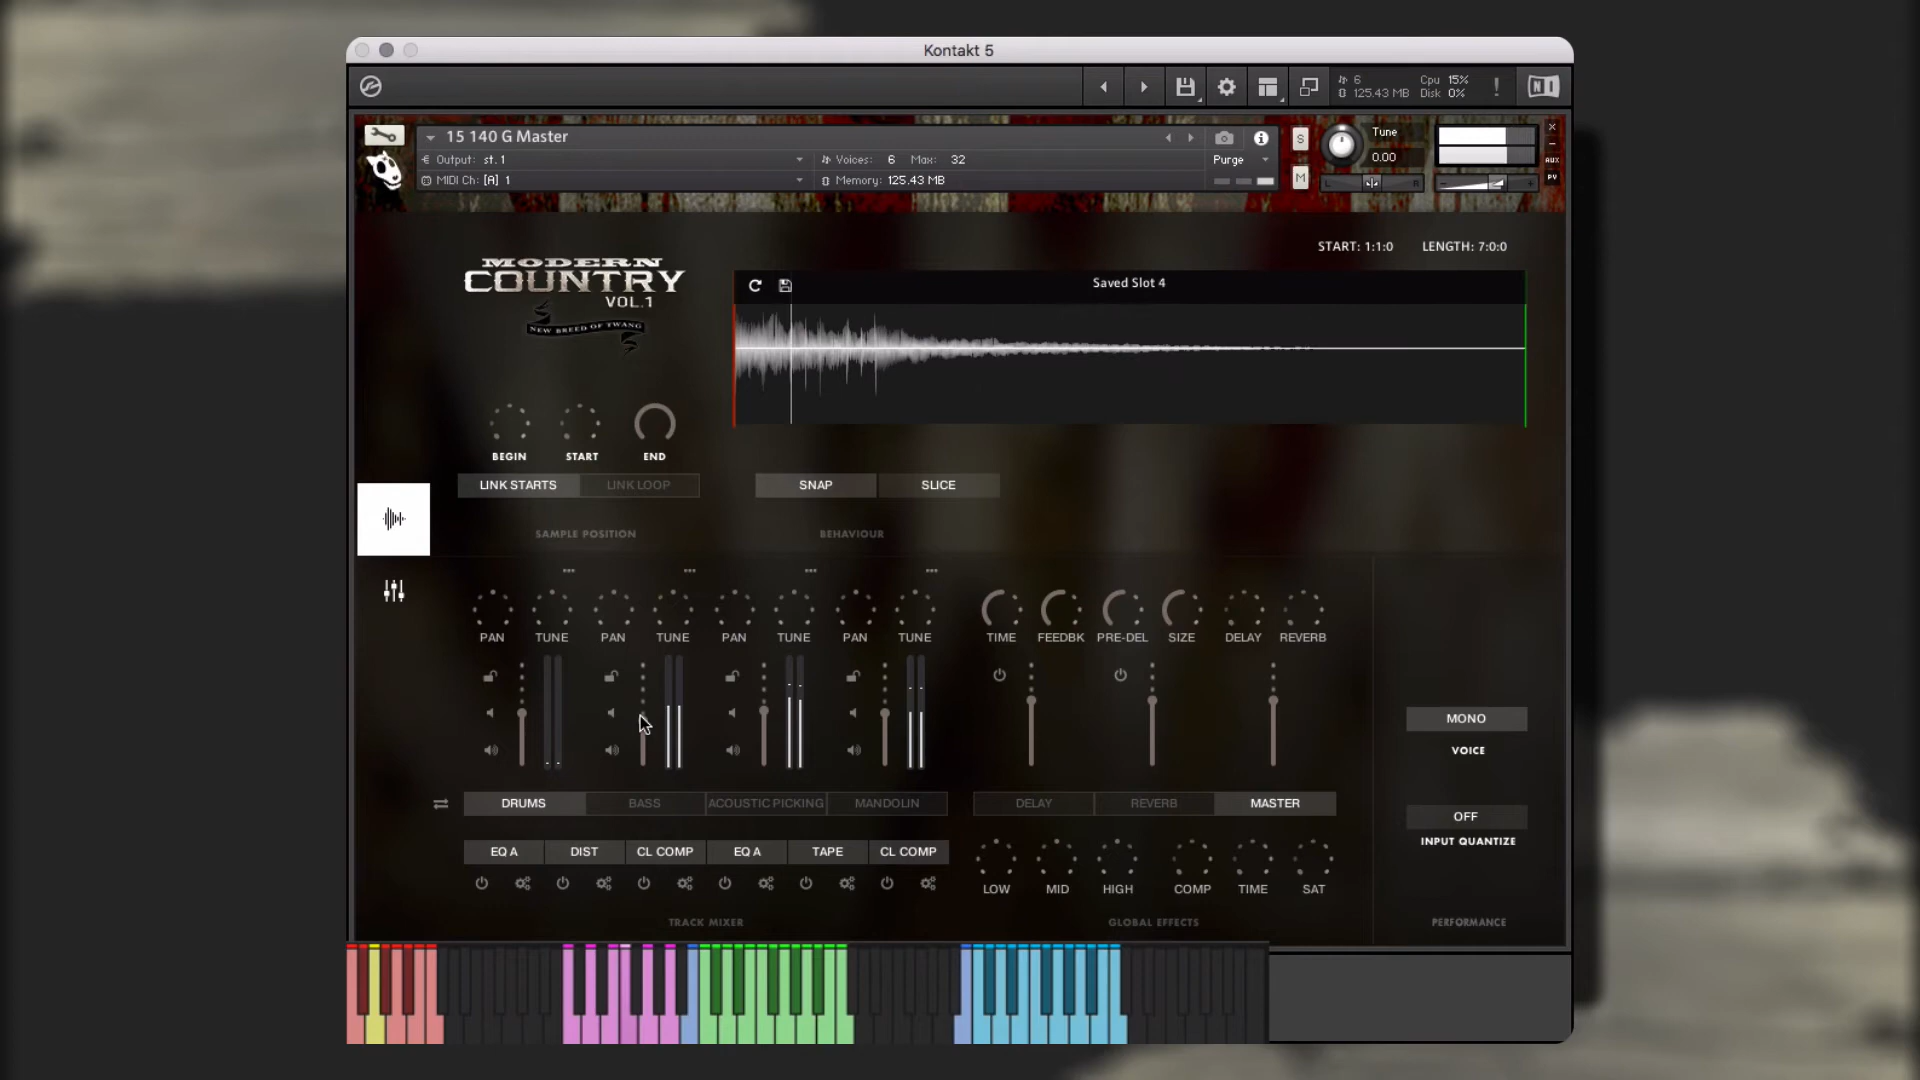 Kontakt 5
6 Cpu 15%
125.43 MB Disk 0%
15 140 G Master
Output: st.1 Voices: 6 Max: 32 Purge
MIDI Ch: [A] 1 Memory: 125.43 MB
S
M
Tune
0.00
L R
AUX
PV
START: 1:1:0 LENGTH: 7:0:0
MODERN
COUNTRY
VOL.1
NEW BREED OF TWANG
Saved Slot 4
BEGIN START END
LINK STARTS LINK LOOP SNAP SLICE
SAMPLE POSITION BEHAVIOUR
PAN TUNE PAN TUNE PAN TUNE PAN TUNE TIME FEEDBK PRE-DEL SIZE DELAY REVERB
MONO
VOICE
DRUMS BASS ACOUSTIC PICKING MANDOLIN DELAY REVERB MASTER
OFF
INPUT QUANTIZE
EQ A DIST CL COMP EQ A TAPE CL COMP
LOW MID HIGH COMP TIME SAT
TRACK MIXER GLOBAL EFFECTS PERFORMANCE